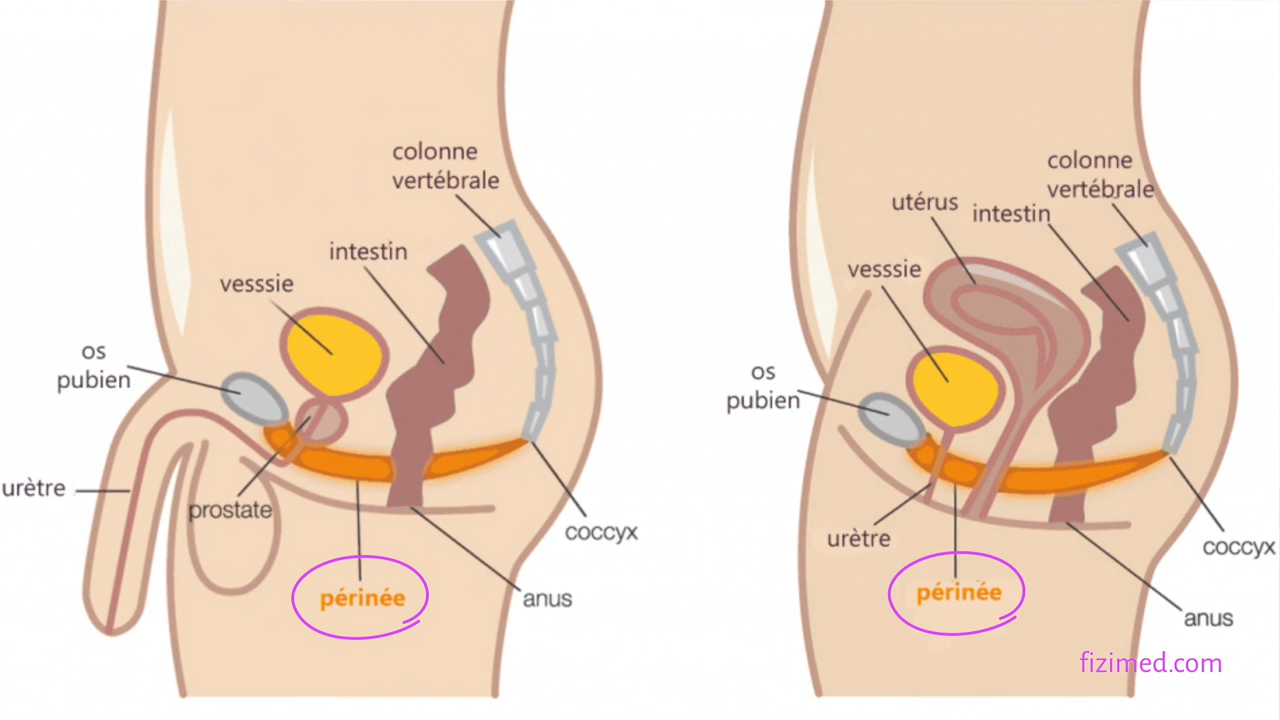 colonne
vertébrale
intestin
vesssie
os
pubien
urètre
prostate
coccyx
périnée
anus
colonne
vertébrale
utérus
intestin
vesssie
os
pubien
urètre
coccyx
périnée
anus
fizimed.com